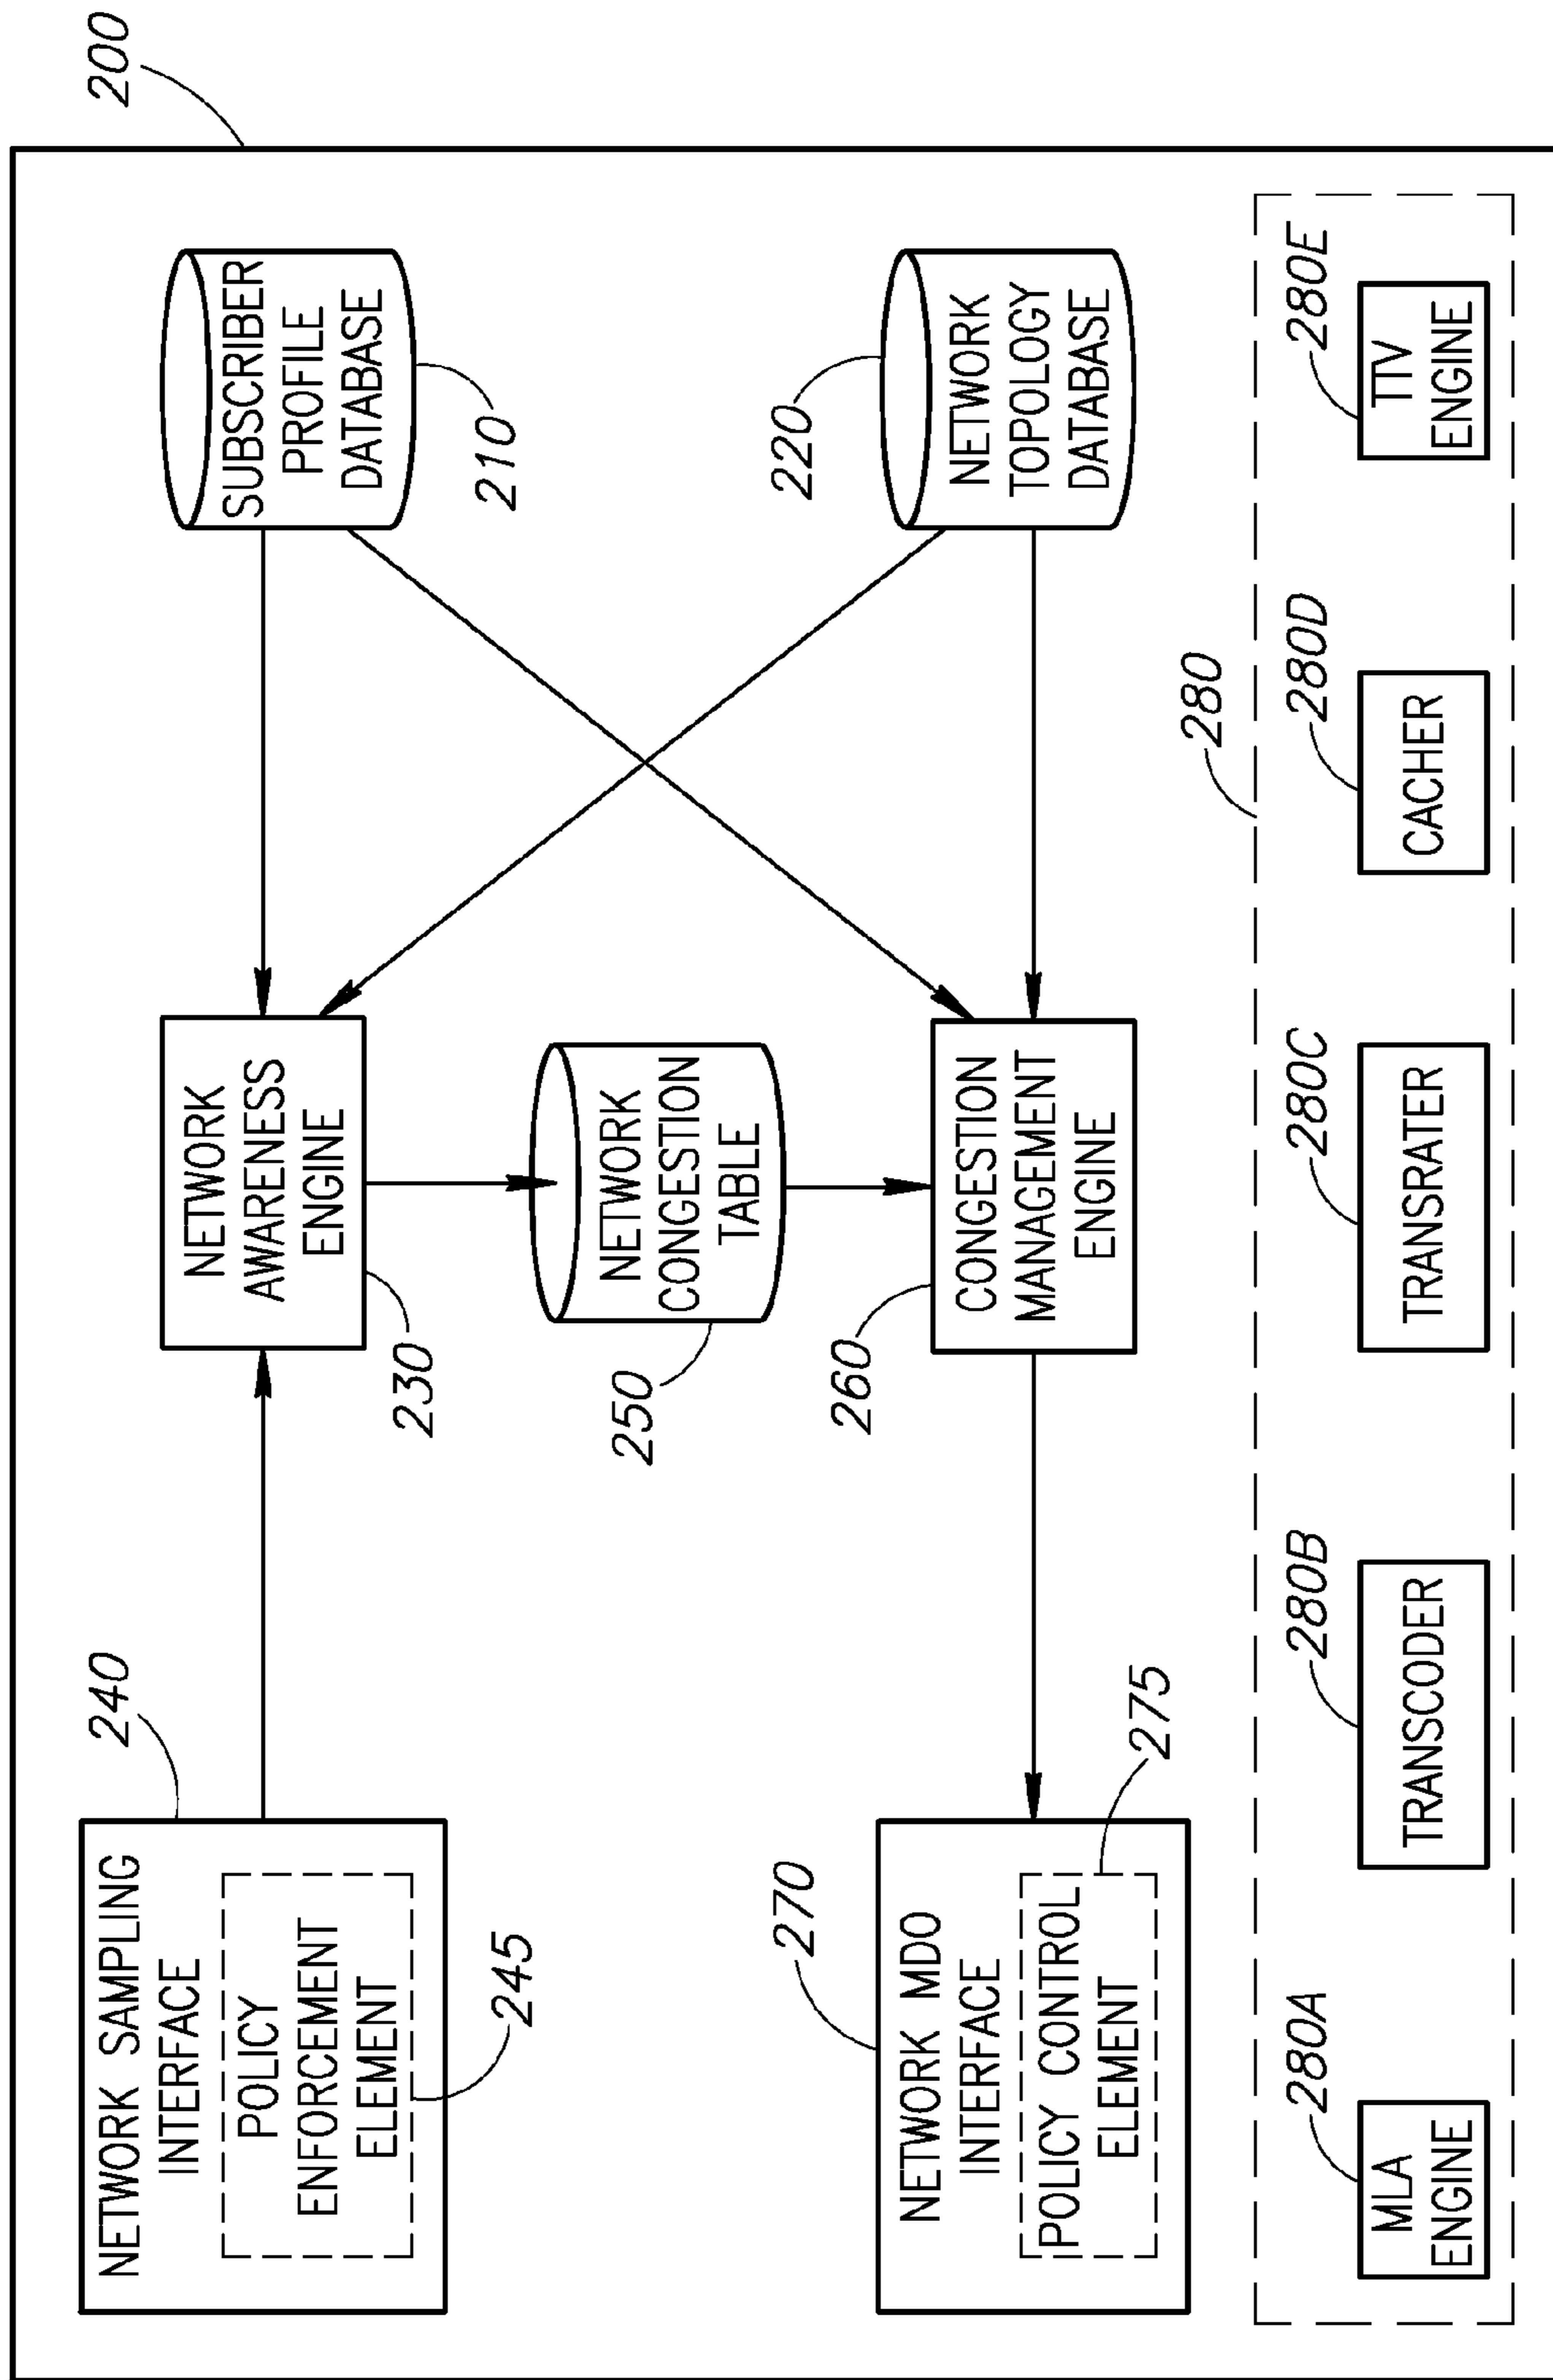 200
NETWORK SAMPLING
INTERFACE
POLICY
ENFORCEMENT
ELEMENT
240
245
NETWORK
AWARENESS
ENGINE
230
SUBSCRIBER
PROFILE
DATABASE
210
NETWORK
CONGESTION
TABLE
250
NETWORK MDO
INTERFACE
POLICY CONTROL
ELEMENT
270
275
CONGESTION
MANAGEMENT
ENGINE
260
NETWORK
TOPOLOGY
DATABASE
220
280
MLA
ENGINE
280A
TRANSCODER
280B
TRANSRATER
280C
CACHER
280D
TTV
ENGINE
280E